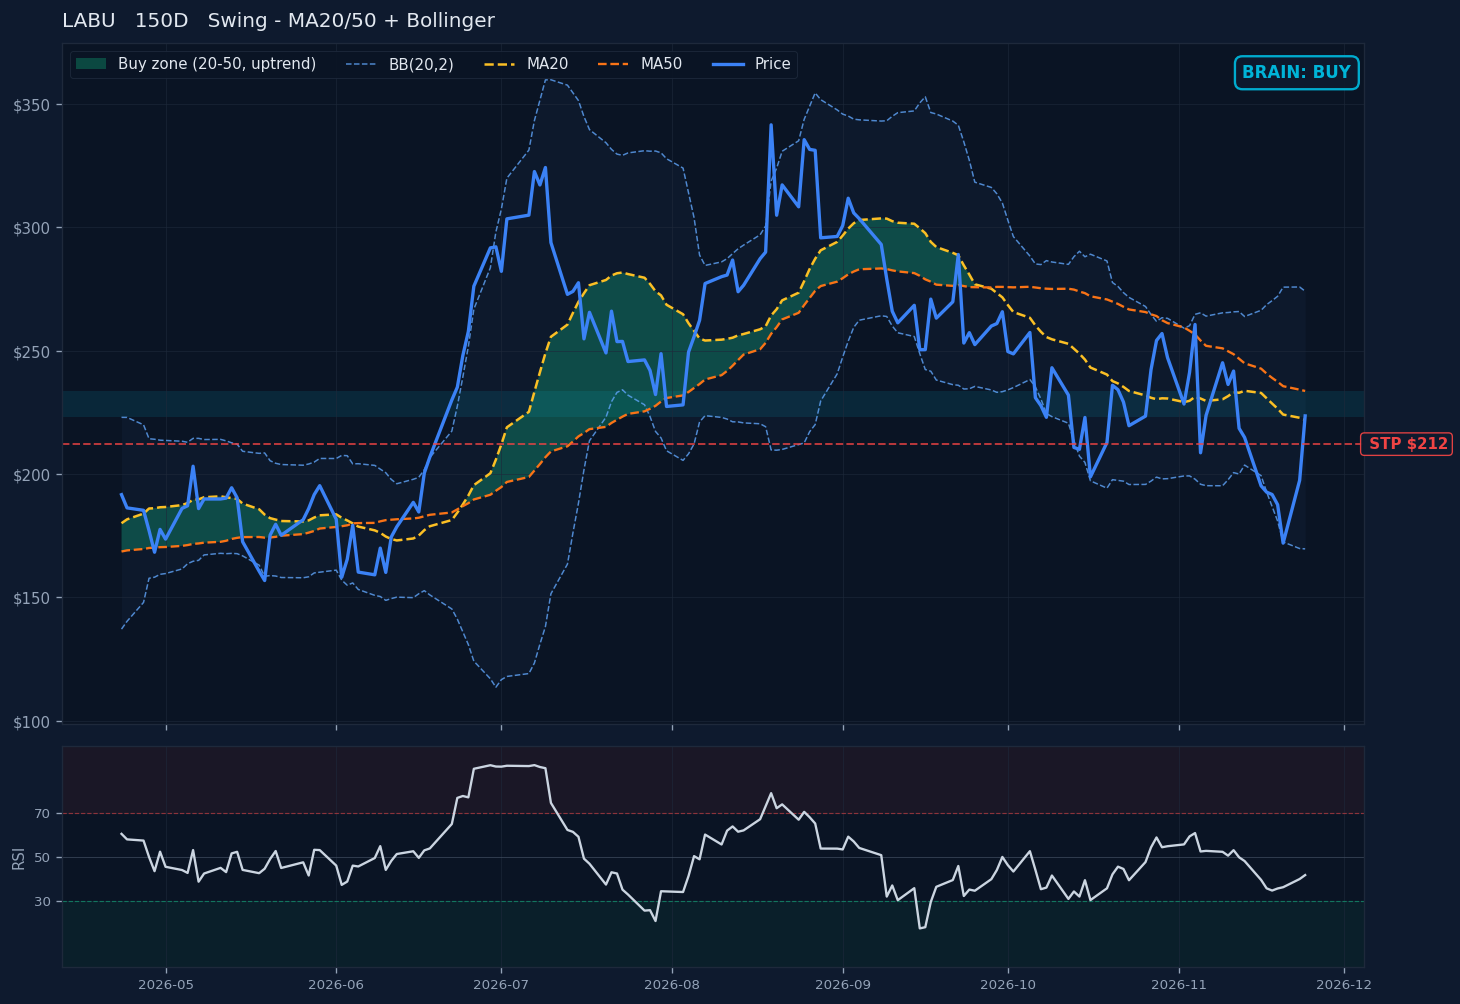 LABU 150D Swing - MA20/50 + Bollinger
Buy zone (20-50, uptrend) BB(20,2) MA20 MA50 Price
BRAIN: BUY
$350
$300
$250
$200
$150
$100
STP $212
RSI
70
50
30
2026-05 2026-06 2026-07 2026-08 2026-09 2026-10 2026-11 2026-12